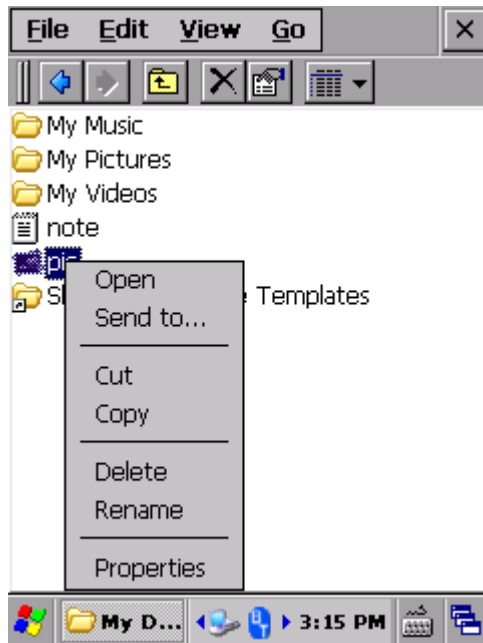 File Edit View Go
My Music
My Pictures
My Videos
note
pic
Templates
Open
Send to...
Cut
Copy
Delete
Rename
Properties
My D... 3:15 PM